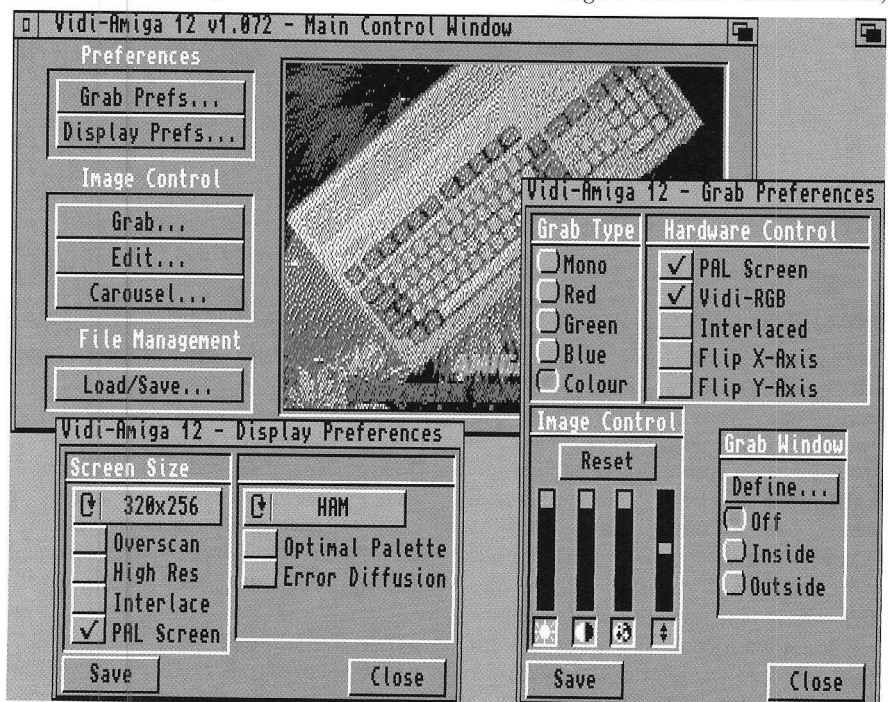 Vidi-Amiga 12 v1.072 - Main Control Window
Preferences
Grab Prefs...
Display Prefs...
Image Control
Grab...
Edit...
Carousel...
File Management
Load/Save...
Vidi-Amiga 12 - Grab Preferences
Grab Type
Mono
Red
Green
Blue
Colour
Hardware Control
PAL Screen
Vidi-RGB
Interlaced
Flip X-Axis
Flip Y-Axis
Image Control
Reset
Grab Window
Define...
Off
Inside
Outside
Save
Close
Vidi-Amiga 12 - Display Preferences
Screen Size
320x256
Overscan
High Res
Interlace
PAL Screen
HAM
Optimal Palette
Error Diffusion
Save
Close